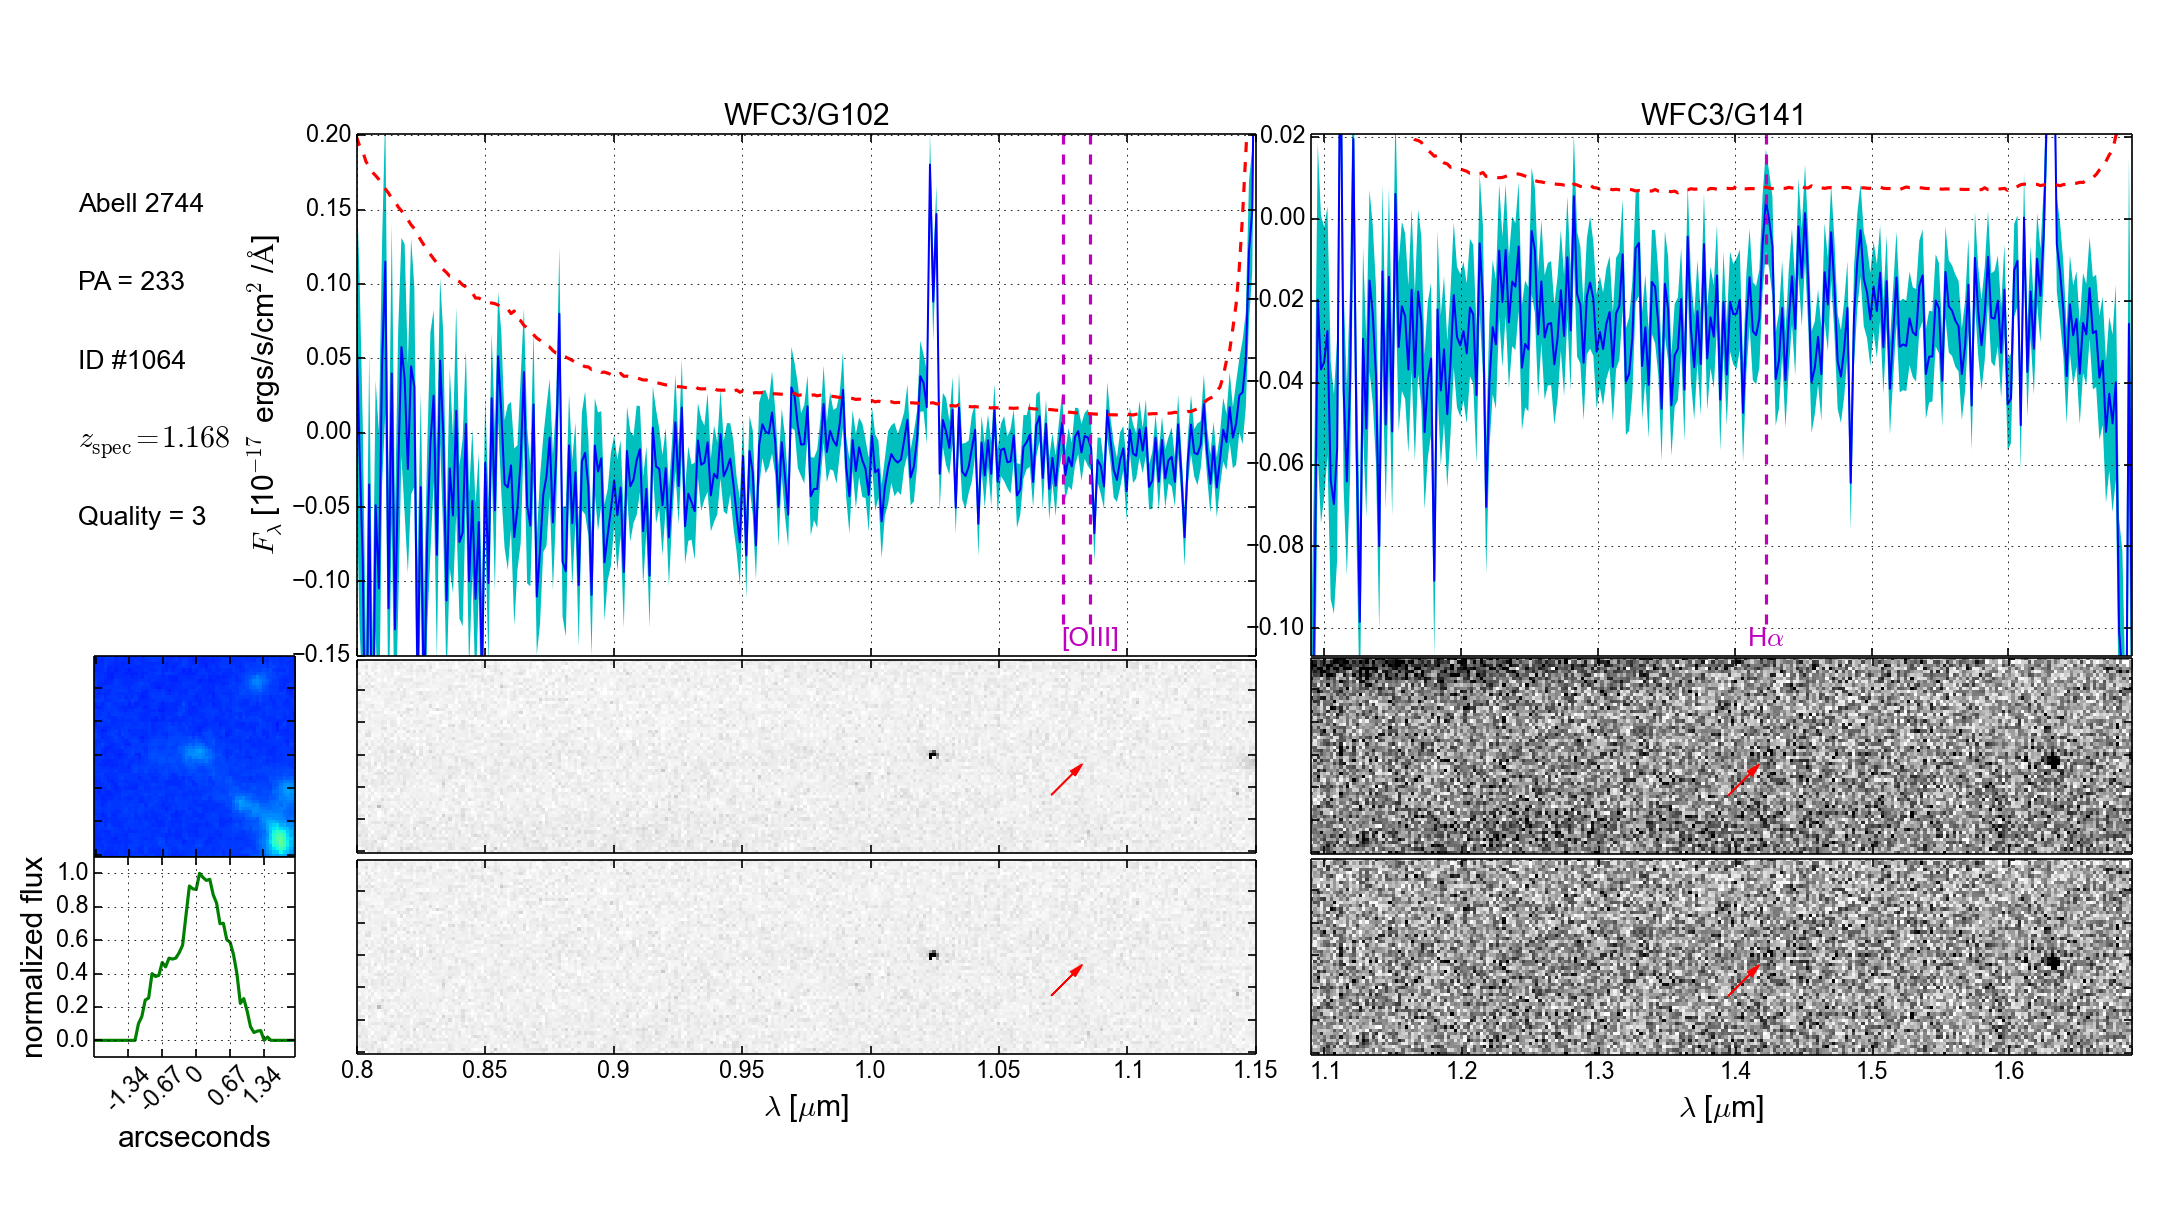 WFC3/G102
WFC3/G141
Abell 2744
PA = 233
ID #1064
z_spec = 1.168
Quality = 3
F_λ [10^−17 ergs/s/cm^2 /Å]
0.20
0.15
0.10
0.05
0.00
−0.05
−0.10
−0.15
[OIII]
0.02
0.00
0.02
0.04
0.06
0.08
0.10
Hα
normalized flux
1.0
0.8
0.6
0.4
0.2
0.0
-1.34 -0.67 0 0.67 1.34
arcseconds
0.8 0.85 0.9 0.95 1.0 1.05 1.1 1.15
λ [μm]
1.1 1.2 1.3 1.4 1.5 1.6
λ [μm]